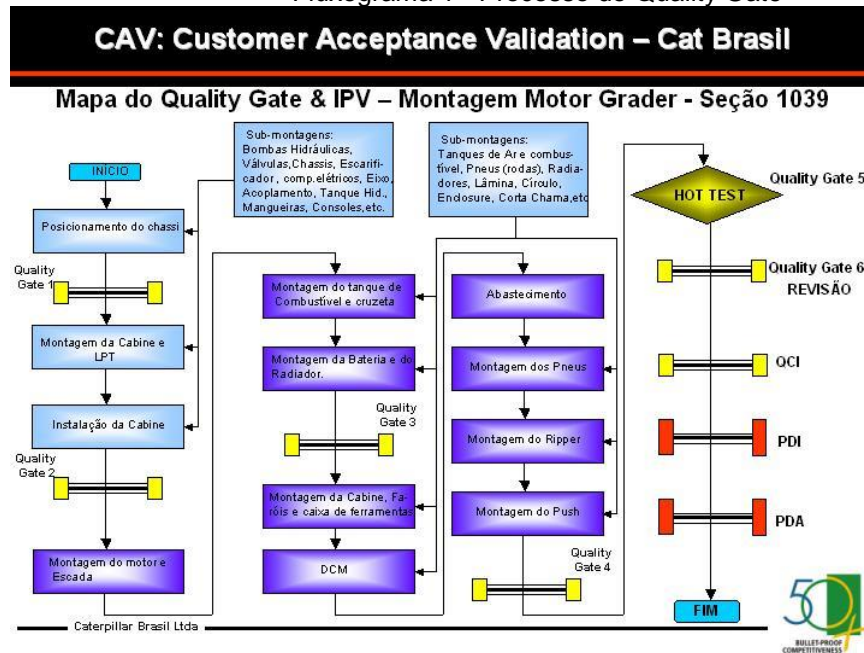 CAV: Customer Acceptance Validation – Cat Brasil
Mapa do Quality Gate & IPV – Montagem Motor Grader - Seção 1039
INÍCIO
Posicionamento do chassi
Quality
Gate 1
Montagem da Cabine e
LPT
Instalação da Cabine
Quality
Gate 2
Montagem do motor e
Escada
Sub-montagens:
Bombas Hidráulicas,
Válvulas,Chassis, Escarifi-
cador, comp.elétricos, Eixo,
Acoplamento, Tanque Hid.,
Mangueiras, Consoles,etc.
Montagem do tanque de
Combustível e cruzeta
Montagem da Bateria e do
Radiador.
Quality
Gate 3
Montagem da Cabine, Fa-
róis e caixa de ferramentas
DCM
Sub-montagens:
Tanques de Ar e combus-
tível, Pneus (rodas), Radia-
dores, Lâmina, Círculo,
Enclosure, Corta Chama,etc
Abastecimento
Montagem dos Pneus
Montagem do Ripper
Montagem do Push
Quality
Gate 4
HOT TEST
Quality Gate 5
Quality Gate 6
REVISÃO
QCI
PDI
PDA
FIM
Caterpillar Brasil Ltda
50
BULLET-PROOF
COMPETITIVENESS